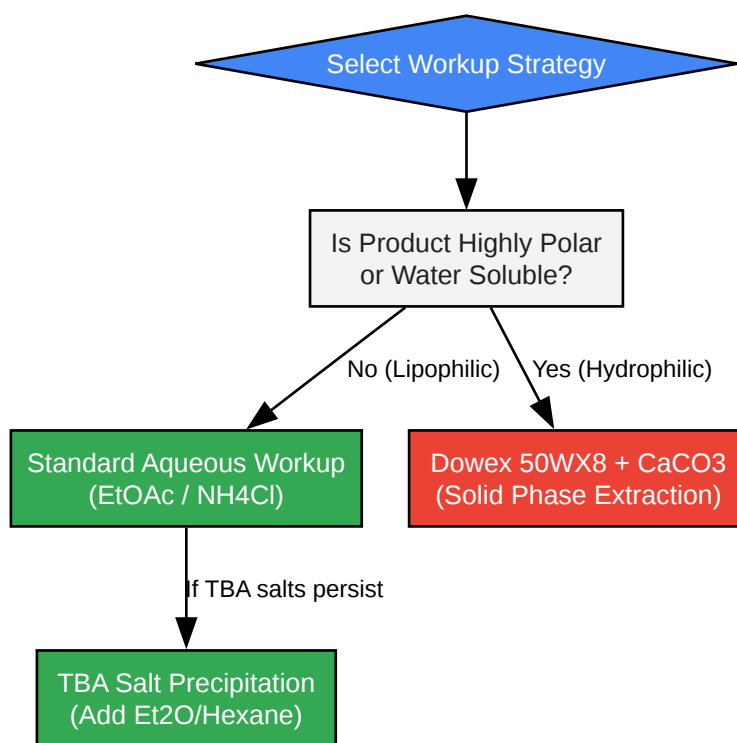 Select Workup Strategy
Is Product Highly Polar
or Water Soluble?
No (Lipophilic)
Yes (Hydrophilic)
Standard Aqueous Workup
(EtOAc / NH4Cl)
Dowex 50WX8 + CaCO3
(Solid Phase Extraction)
If TBA salts persist
TBA Salt Precipitation
(Add Et2O/Hexane)